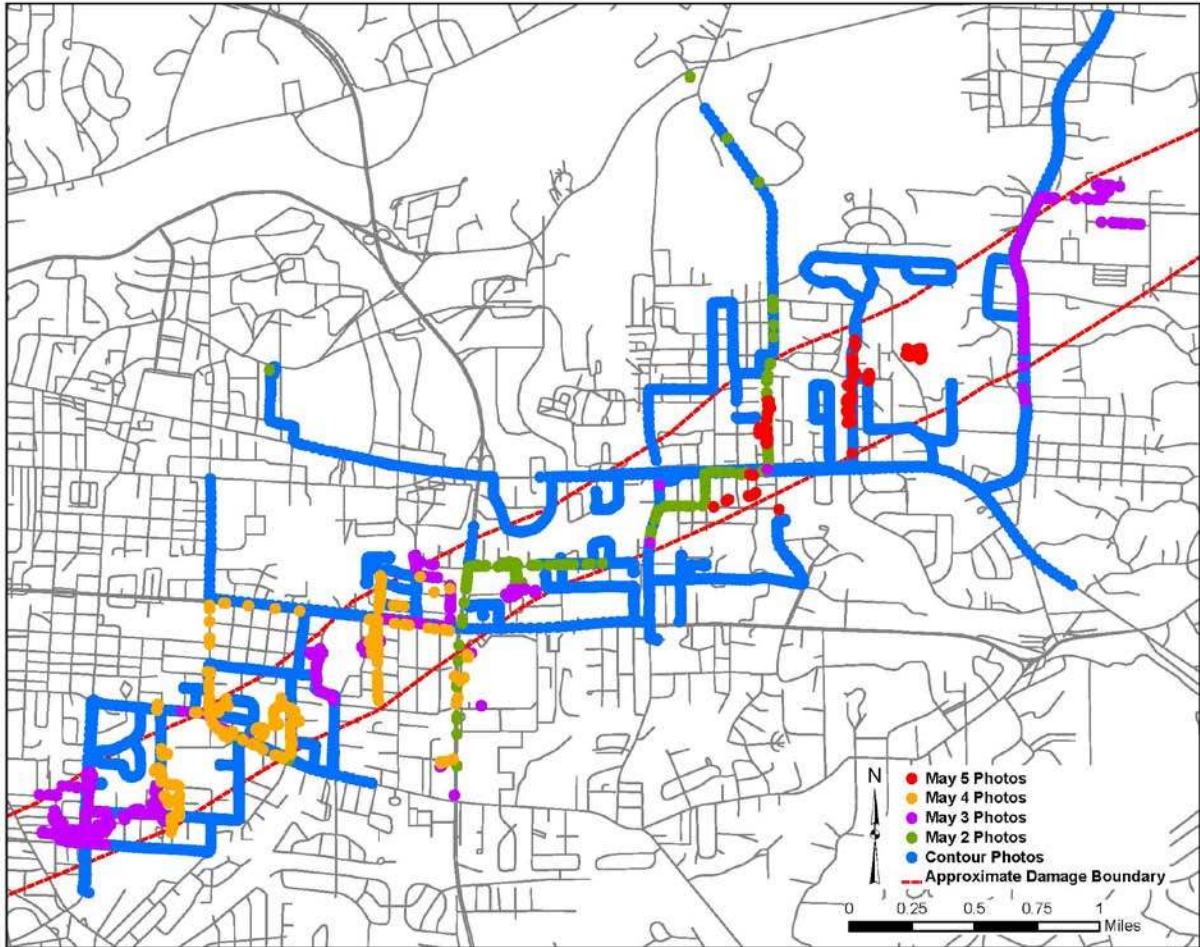 N
May 5 Photos
May 4 Photos
May 3 Photos
May 2 Photos
Contour Photos
Approximate Damage Boundary
0 0.25 0.5 0.75 1
Miles